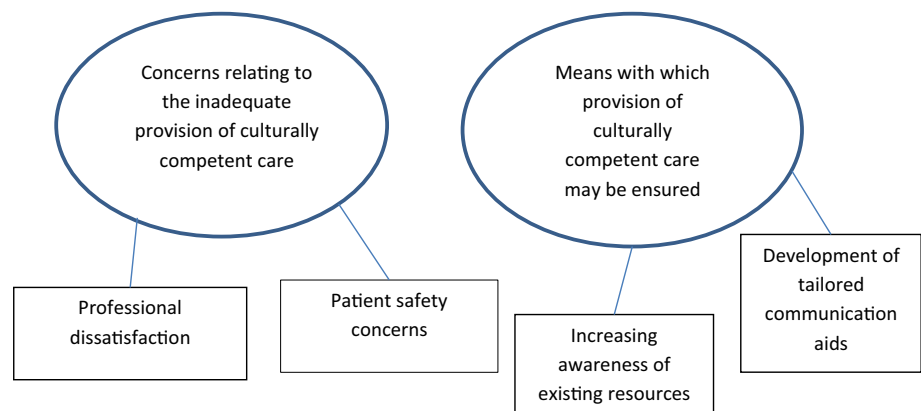 Concerns relating to
the inadequate
provision of culturally
competent care
Means with which
provision of
culturally
competent care
may be ensured
Professional
dissatisfaction
Patient safety
concerns
Increasing
awareness of
existing resources
Development of
tailored
communication
aids